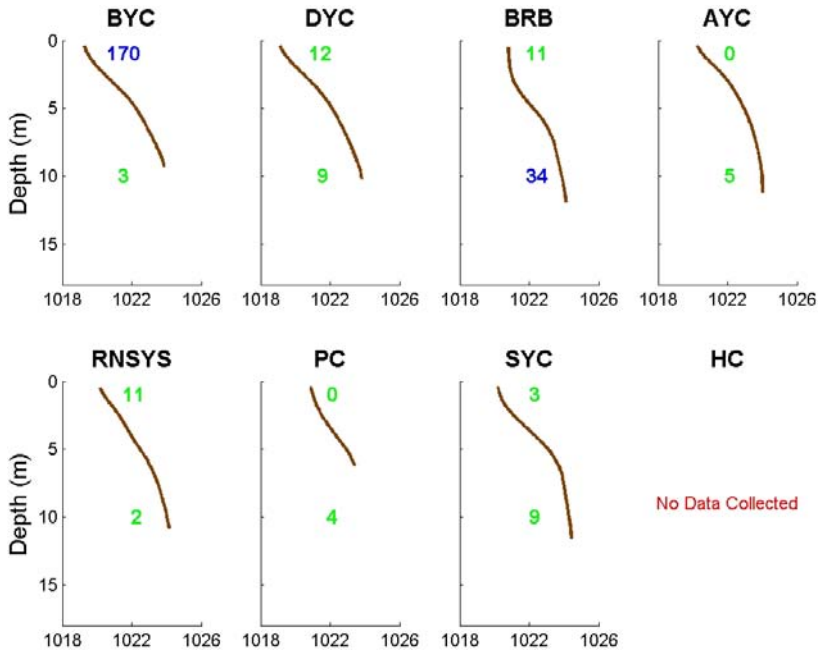 BYC DYC BRB AYC
0 170 12 11 0
5
Depth (m)
10 3 9 34 5
15
1018 1022 1026 1018 1022 1026 1018 1022 1026 1018 1022 1026
RNSYS PC SYC HC
0 11 0 3
5
Depth (m)
No Data Collected
10 2 4 9
15
1018 1022 1026 1018 1022 1026 1018 1022 1026